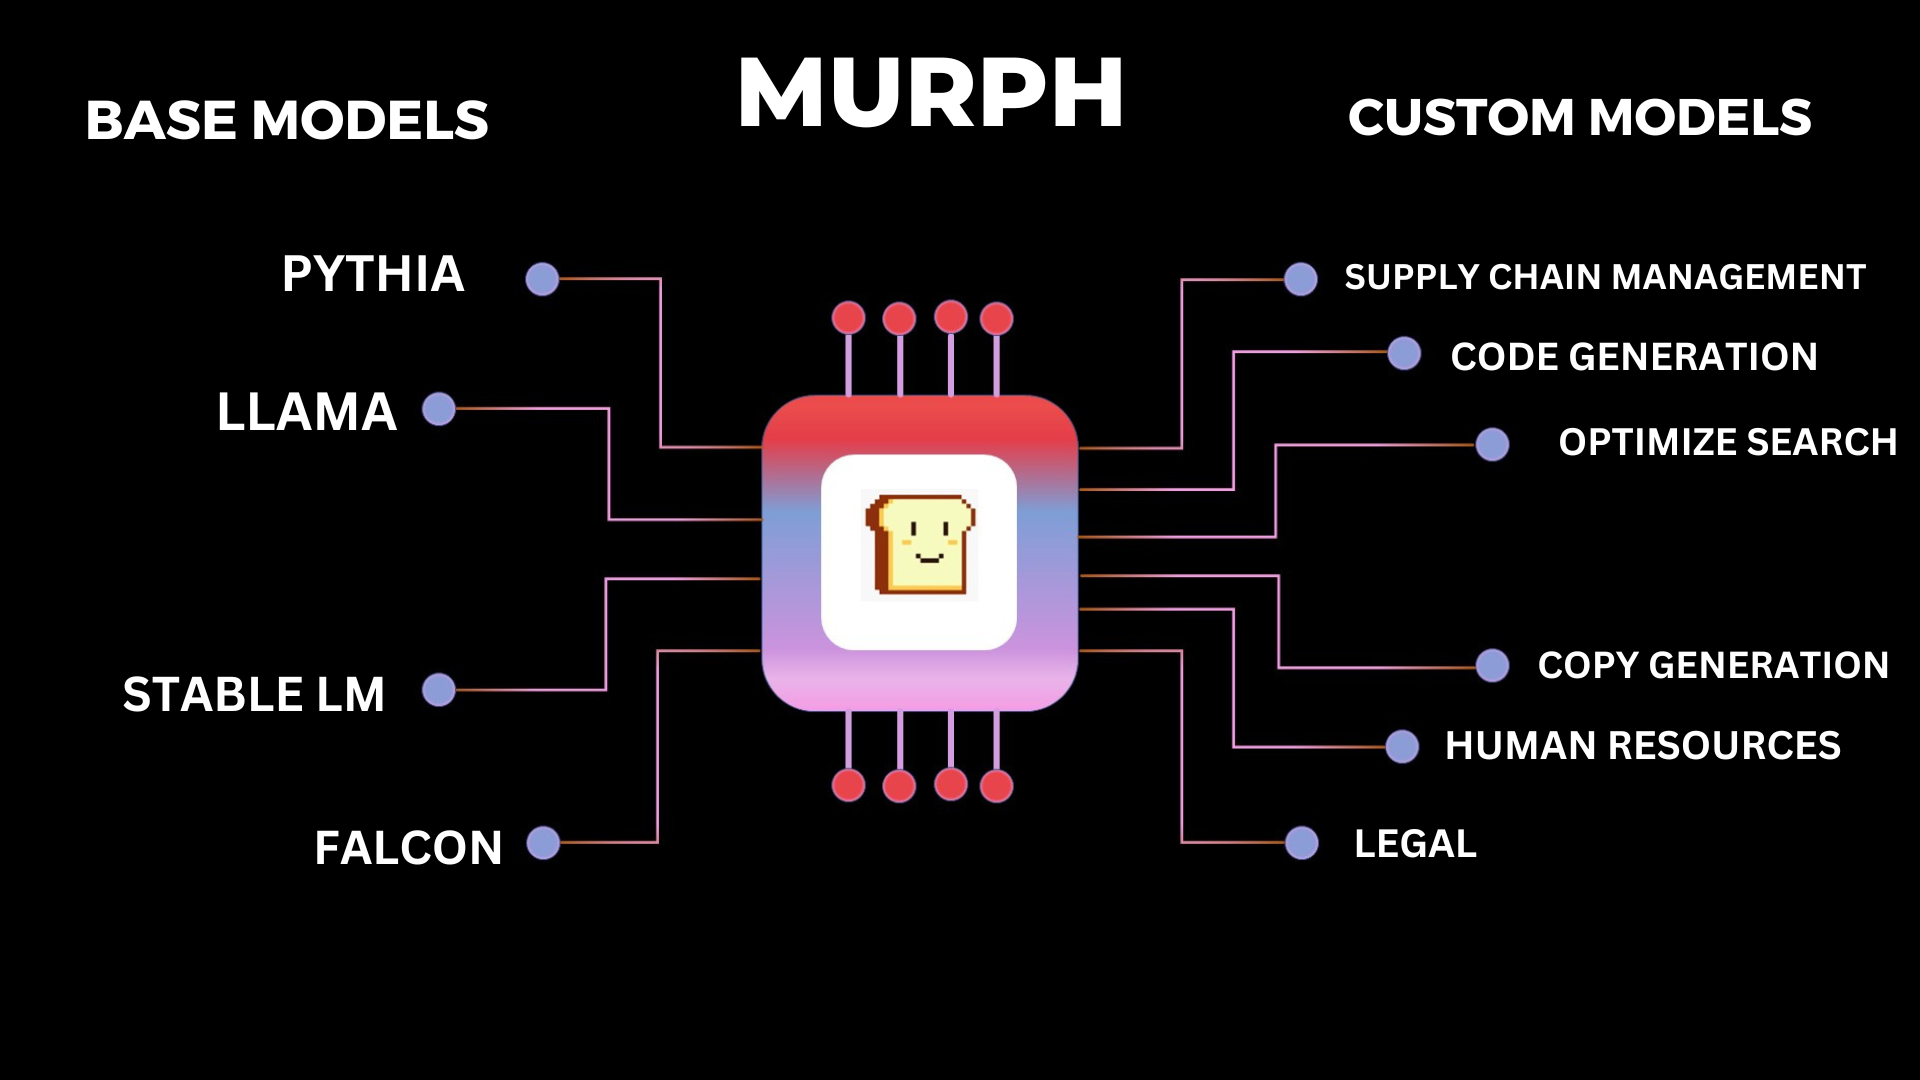 MURPH
BASE MODELS
PYTHIA
LLAMA
STABLE LM
FALCON
CUSTOM MODELS
SUPPLY CHAIN MANAGEMENT
CODE GENERATION
OPTIMIZE SEARCH
COPY GENERATION
HUMAN RESOURCES
LEGAL